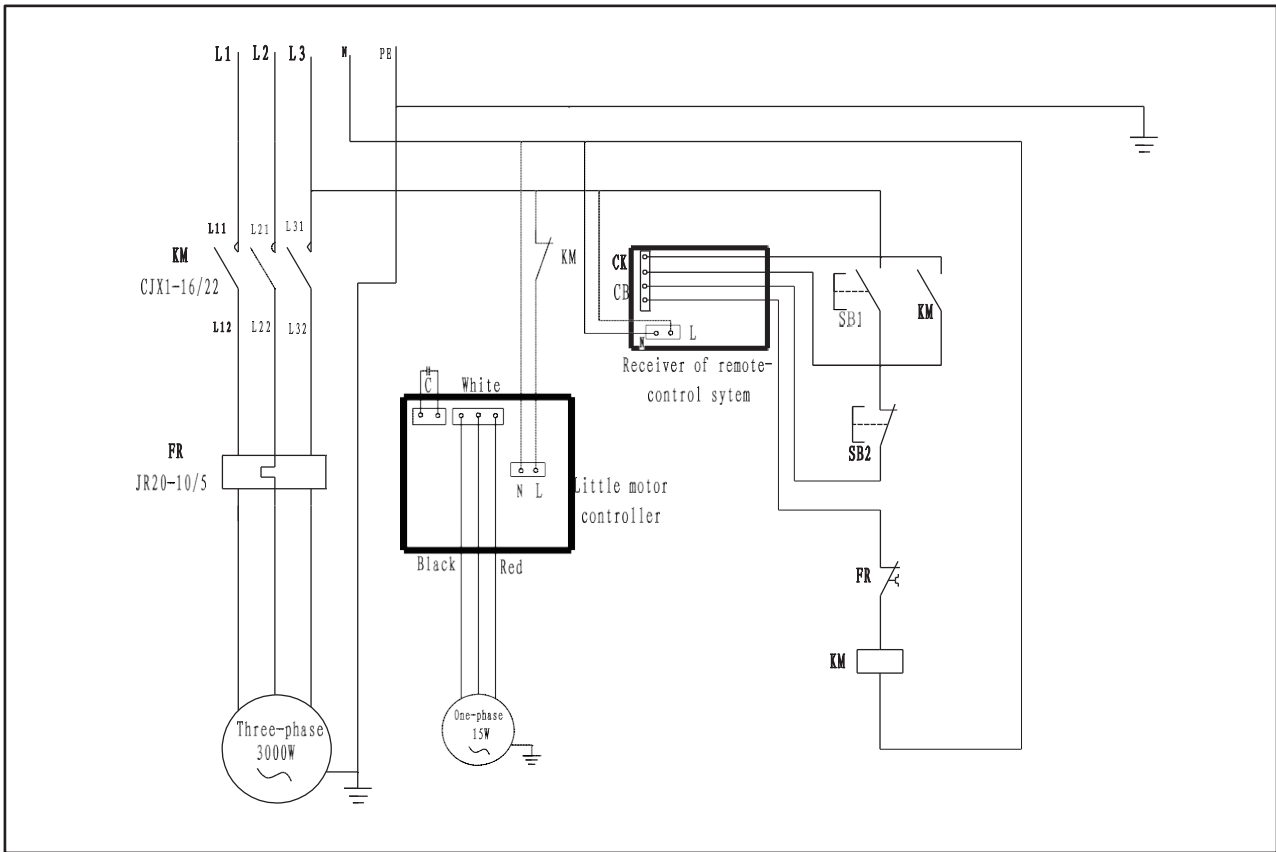 L1 L2 L3 N PE
L11 L21 L31
KM
CJX1-16/22
KM
CK
CB
SB1
KM
L12 L22 L32
N L
Receiver of remote-
control sytem
C White
FR
JR20-10/5
SB2
N L
Little motor
controller
Black Red
FR
KM
Three-phase
3000W
One-phase
15W